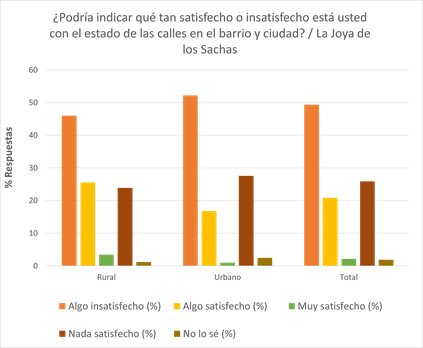 ¿Podría indicar qué tan satisfecho o insatisfecho está usted
con el estado de las calles en el barrio y ciudad? / La Joya de
los Sachas
% Respuestas
60
50
40
30
20
10
0
Rural Urbano Total
Algo insatisfecho (%) Algo satisfecho (%) Muy satisfecho (%)
Nada satisfecho (%) No lo sé (%)